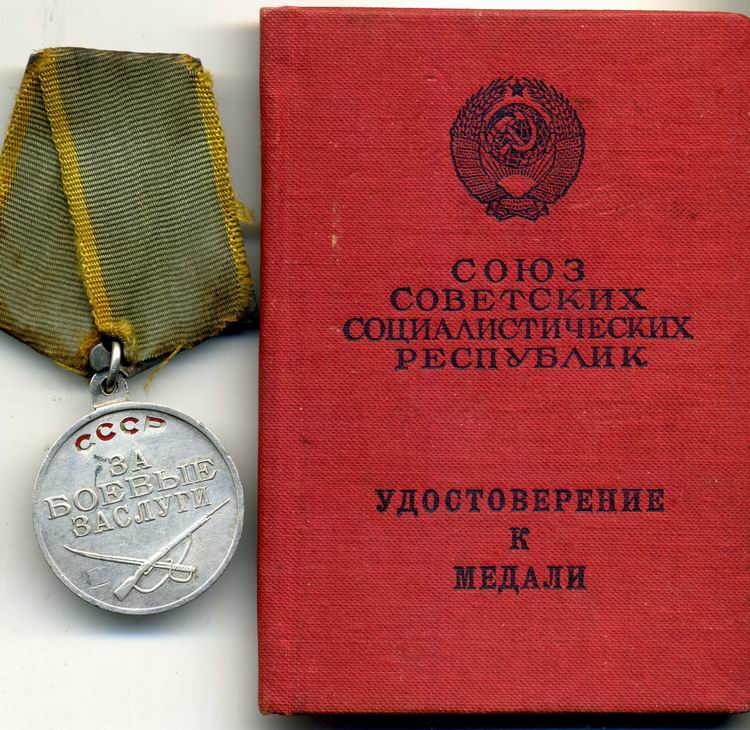 СССР
ЗА
БОЕВЫЕ
ЗАСЛУГИ
СОЮЗ
СОВЕТСКИХ
СОЦИАЛИСТИЧЕСКИХ
РЕСПУБЛИК
УДОСТОВЕРЕНИЕ
К
МЕДАЛИ